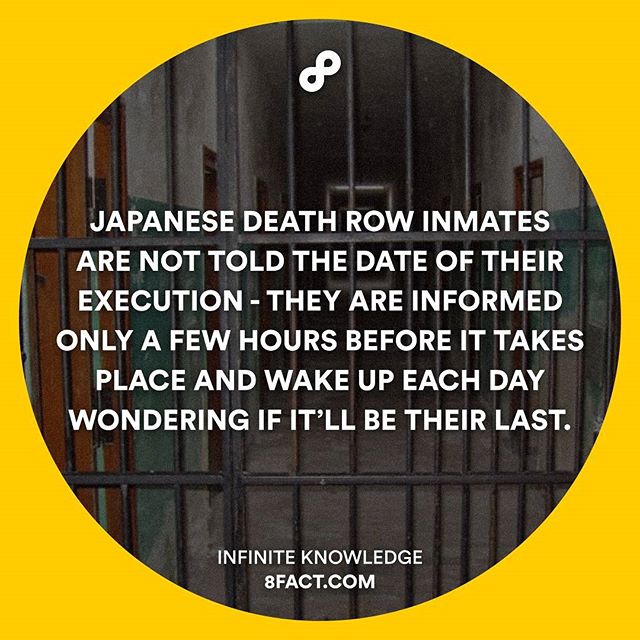 JAPANESE DEATH ROW INMATES
ARE NOT TOLD THE DATE OF THEIR
EXECUTION - THEY ARE INFORMED
ONLY A FEW HOURS BEFORE IT TAKES
PLACE AND WAKE UP EACH DAY
WONDERING IF IT’LL BE THEIR LAST.
INFINITE KNOWLEDGE
8FACT.COM